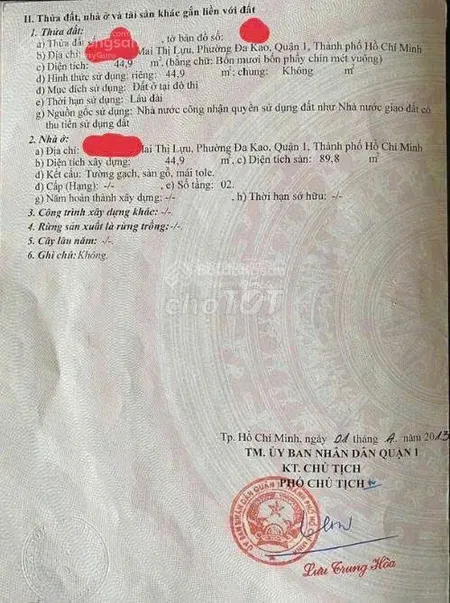 II. Thửa đất, nhà ở và tài sản khác gắn liền với đất
1. Thửa đất:
a) Thửa đất số: , tờ bản đồ số:
b) Địa chỉ: Mai Thị Lựu, Phường Đa Kao, Quận 1, Thành phố Hồ Chí Minh
c) Diện tích: 44,9 m². (bằng chữ: Bốn mươi bốn phẩy chín mét vuông)
d) Hình thức sử dụng: riêng: 44,9 m²; chung: Không m²
đ) Mục đích sử dụng: Đất ở tại đô thị
e) Thời hạn sử dụng: Lâu dài
g) Nguồn gốc sử dụng: Nhà nước công nhận quyền sử dụng đất như Nhà nước giao đất có
thu tiền sử dụng đất
2. Nhà ở:
a) Địa chỉ: Mai Thị Lựu, Phường Đa Kao, Quận 1, Thành phố Hồ Chí Minh
b) Diện tích xây dựng: 44,9 m², c) Diện tích sàn: 89,8 m²
d) Kết cấu: Tường gạch, sàn gỗ, mái tole.
đ) Cấp (Hạng): -/- e) Số tầng: 02.
g) Năm hoàn thành xây dựng: -/-. h) Thời hạn sở hữu: -/-
3. Công trình xây dựng khác: -/-
4. Rừng sản xuất là rừng trồng: -/-.
5. Cây lâu năm: -/-.
6. Ghi chú: Không.
Batdongsan
choTỐT
Tp. Hồ Chí Minh, ngày 01 tháng 4 năm 2013
TM. ỦY BAN NHÂN DÂN QUẬN 1
KT. CHỦ TỊCH
PHÓ CHỦ TỊCH
Lưu Trung Hòa